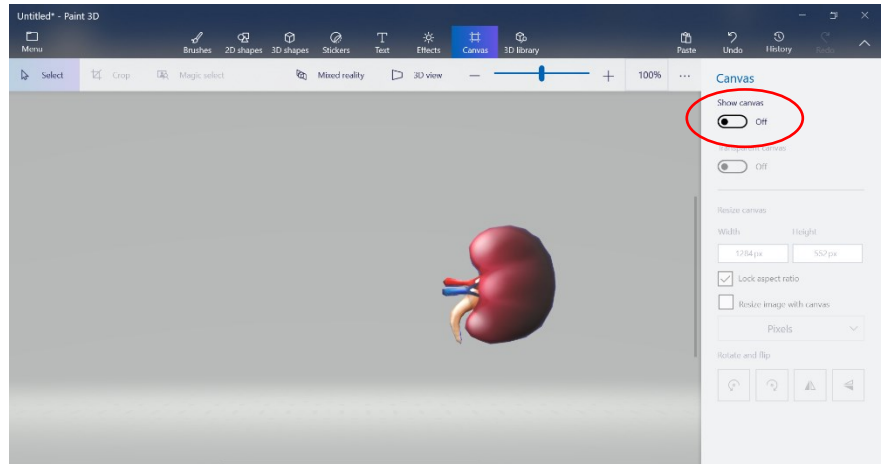 Untitled* - Paint 3D
Menu
Brushes 2D shapes 3D shapes Stickers Text Effects Canvas 3D library Paste Undo History Redo
Select Crop Magic select Mixed reality 3D view 100% ...
Canvas
Show canvas
Off
Transparent canvas
Off
Resize canvas
Width Height
1284px 552px
Lock aspect ratio
Resize image with canvas
Pixels
Rotate and flip